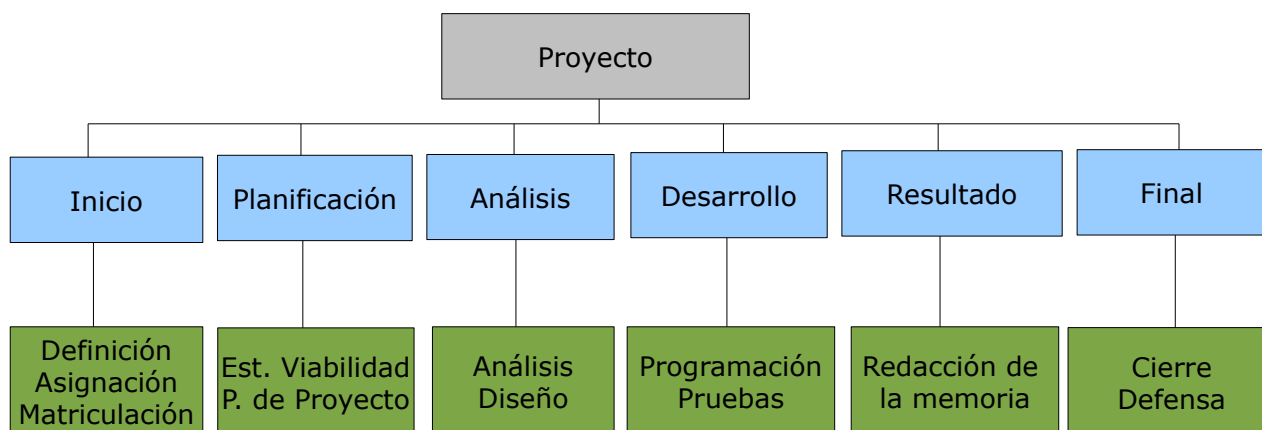 Proyecto
Inicio
Planificación
Análisis
Desarrollo
Resultado
Final
Definición
Asignación
Matriculación
Est. Viabilidad
P. de Proyecto
Análisis
Diseño
Programación
Pruebas
Redacción de
la memoria
Cierre
Defensa